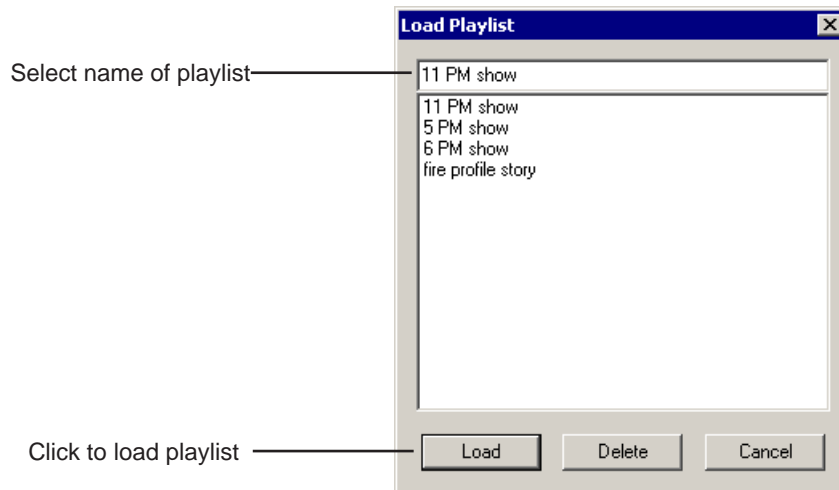 Load Playlist
Select name of playlist
11 PM show
11 PM show
5 PM show
6 PM show
fire profile story
Click to load playlist
Load
Delete
Cancel